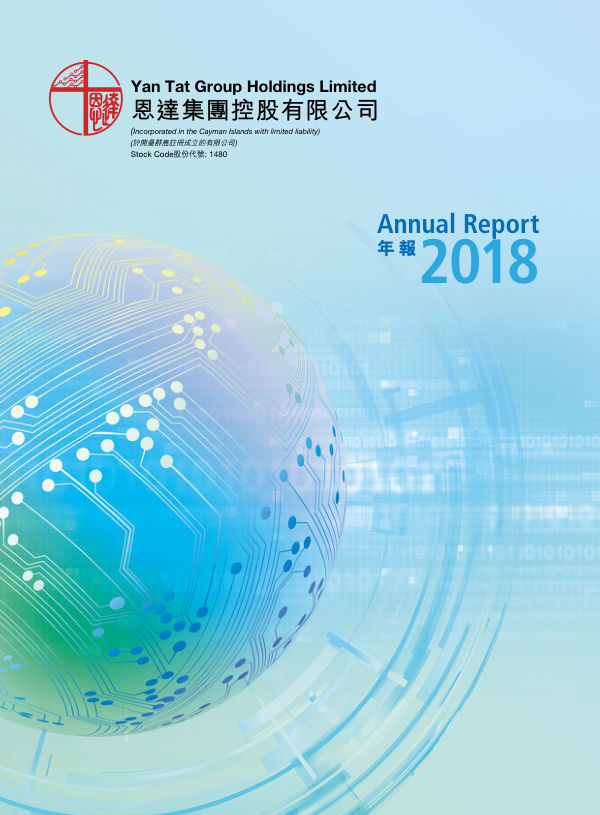 Yan Tat Group Holdings Limited
恩達集團控股有限公司
(Incorporated in the Cayman Islands with limited liability)
(於開曼群島註冊成立的有限公司)
Stock Code股份代號: 1480
恩達
Annual Report
年報 2018